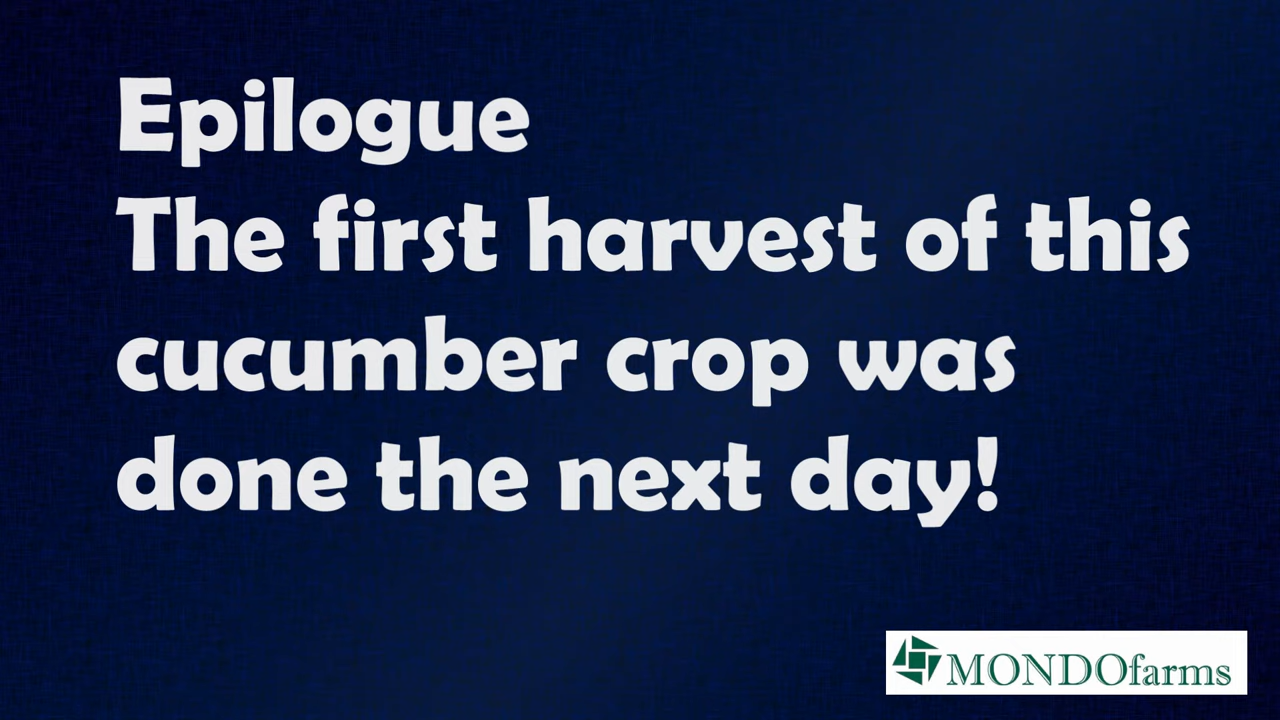 Epilogue
The first harvest of this
cucumber crop was
done the next day!
MONDOfarms